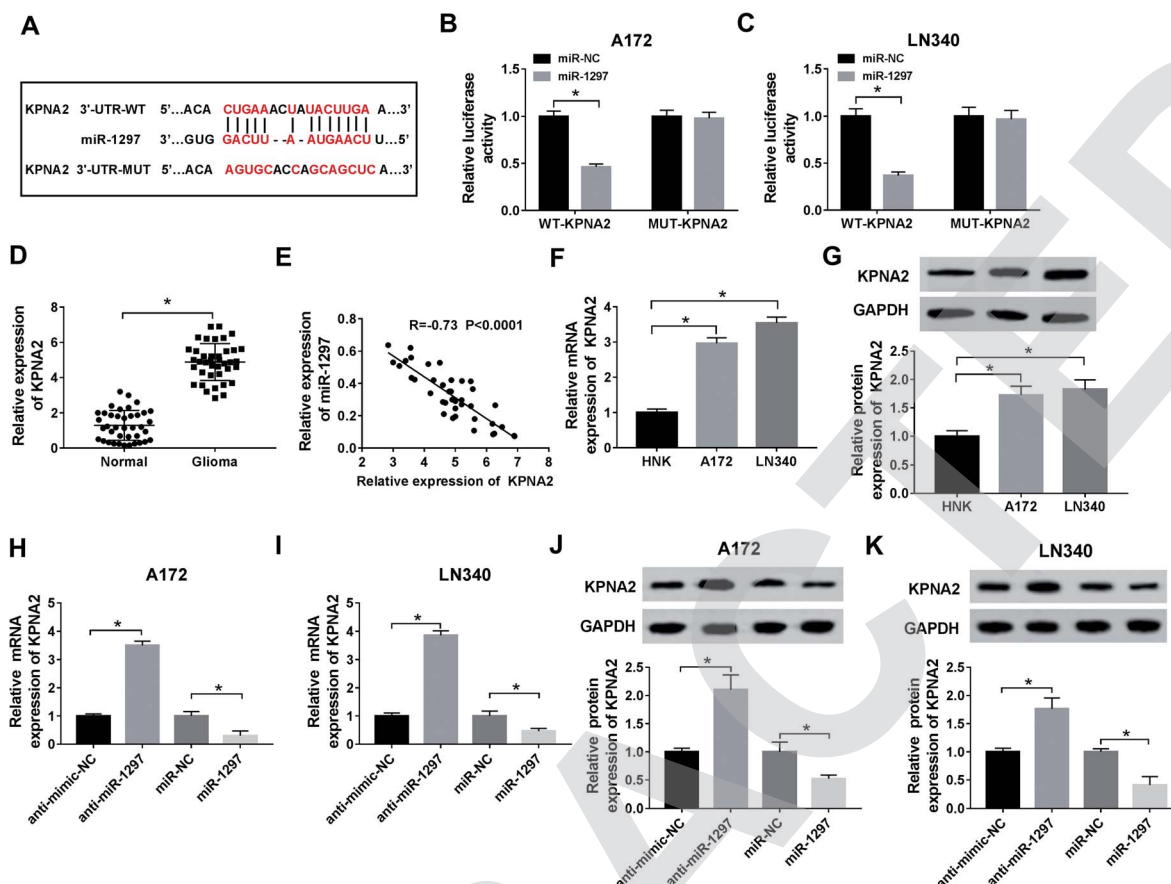 A
KPNA2 3'-UTR-WT 5'...ACA CUGAAACUAUACUUGA A...3'
miR-1297 3'...GUG GACUU--A-AUGAACU U...5'
KPNA2 3'-UTR-MUT 5'...ACA AGUGCACCAGCAGCUC A...3'
B
A172
miR-NC
miR-1297
Relative luciferase
activity
1.5
1.0
0.5
0.0
*
WT-KPNA2 MUT-KPNA2
C
LN340
miR-NC
miR-1297
Relative luciferase
activity
1.5
1.0
0.5
0.0
*
WT-KPNA2 MUT-KPNA2
D
Relative expression
of KPNA2
8
6
4
2
0
*
Normal Glioma
E
Relative expression
of miR-1297
0.8
0.6
0.4
0.2
0.0
R=-0.73 P<0.0001
2 3 4 5 6 7 8
Relative expression of KPNA2
F
Relative mRNA
expression of KPNA2
4
3
2
1
0
*
*
HNK A172 LN340
G
KPNA2
GAPDH
Relative protein
expression of KPNA2
2.5
2.0
1.5
1.0
0.5
0.0
*
*
HNK A172 LN340
H
A172
Relative mRNA
expression of KPNA2
5
4
3
2
1
0
*
*
anti-mimic-NC
anti-miR-1297
miR-NC
miR-1297
I
LN340
Relative mRNA
expression of KPNA2
5
4
3
2
1
0
*
*
anti-mimic-NC
anti-miR-1297
miR-NC
miR-1297
J
A172
KPNA2
GAPDH
Relative protein
expression of KPNA2
2.5
2.0
1.5
1.0
0.5
0.0
*
*
anti-mimic-NC
anti-miR-1297
miR-NC
miR-1297
K
LN340
KPNA2
GAPDH
Relative protein
expression of KPNA2
2.5
2.0
1.5
1.0
0.5
0.0
*
*
anti-mimic-NC
anti-miR-1297
miR-NC
miR-1297